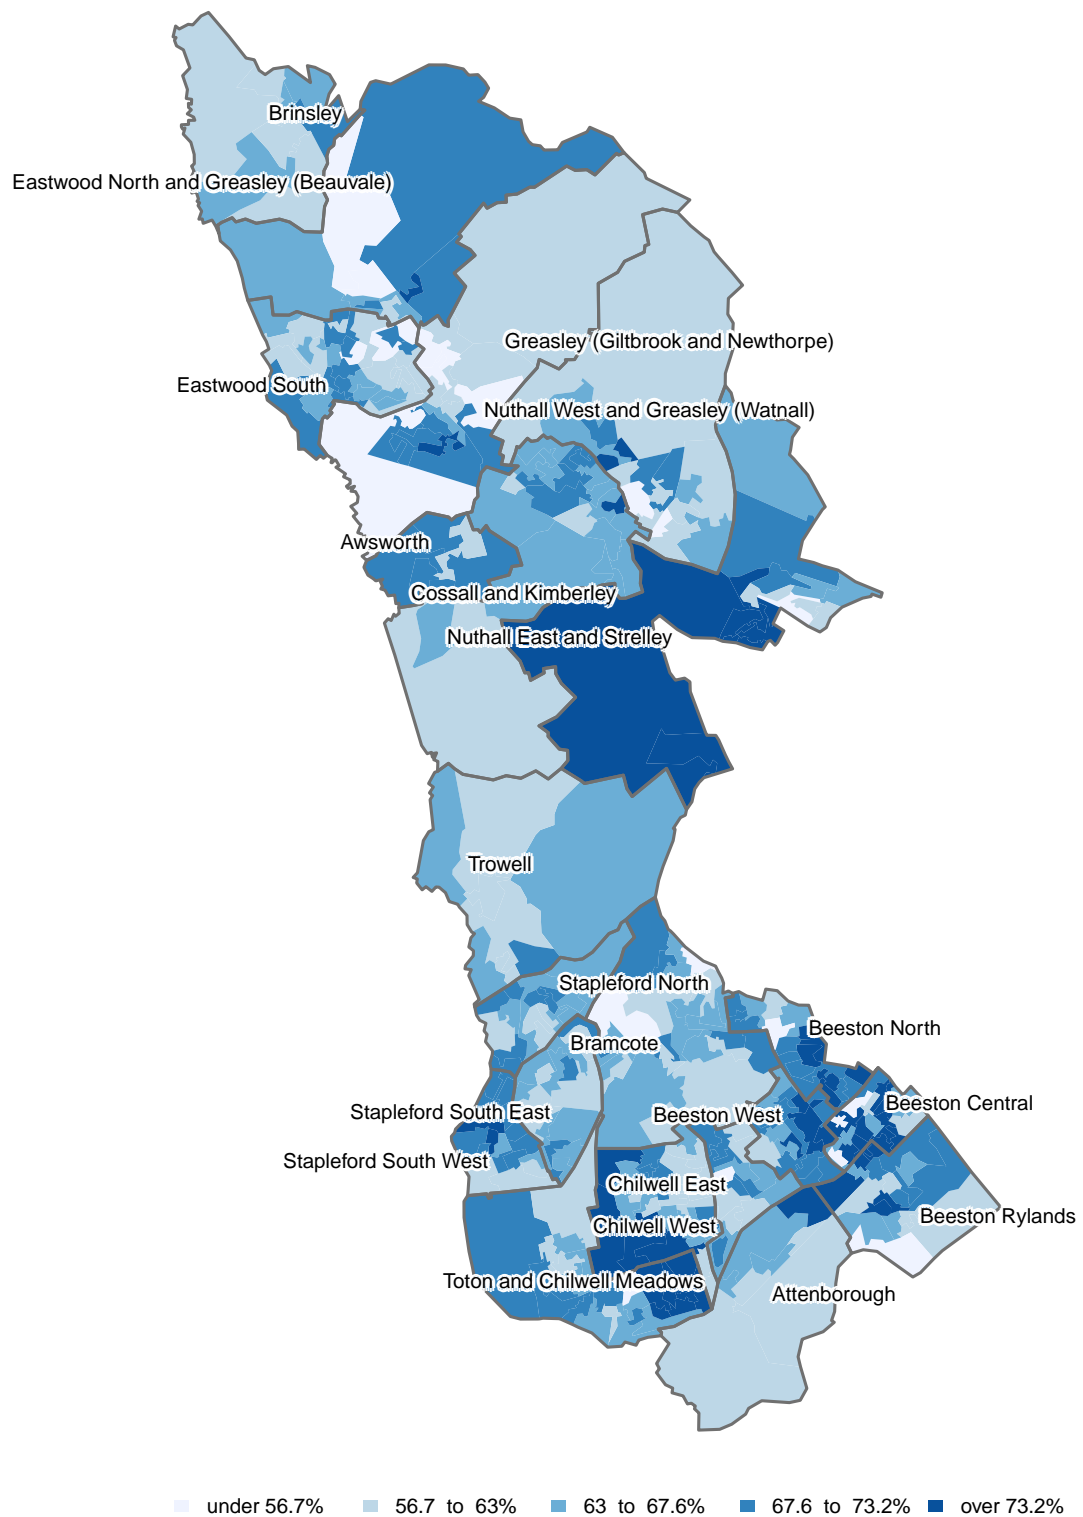 Brinsley
Eastwood North and Greasley (Beauvale)
Greasley (Giltbrook and Newthorpe)
Eastwood South
Nuthall West and Greasley (Watnall)
Awsworth
Cossall and Kimberley
Nuthall East and Strelley
Trowell
Stapleford North
Beeston North
Bramcote
Beeston Central
Stapleford South East
Beeston West
Stapleford South West
Chilwell East
Beeston Rylands
Chilwell West
Toton and Chilwell Meadows
Attenborough
under 56.7% 56.7 to 63% 63 to 67.6% 67.6 to 73.2% over 73.2%